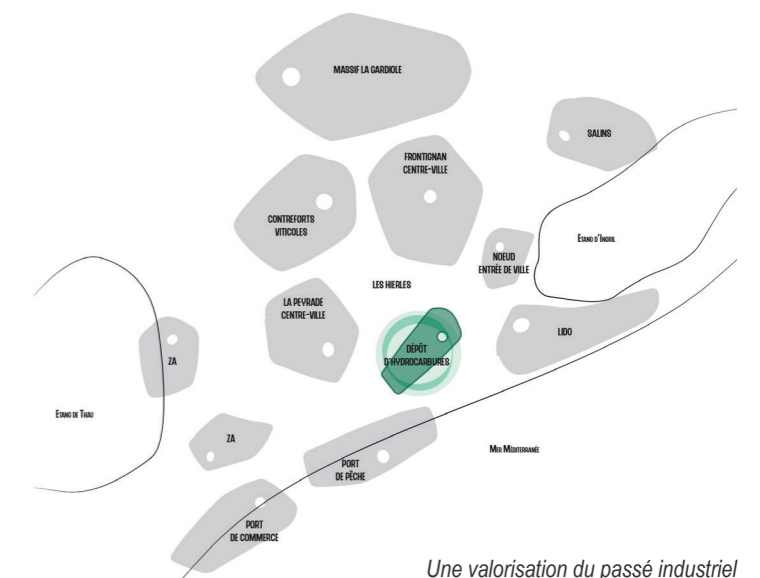 MASSIF LA GARDIOLE
SALINS
FRONTIGNAN
CENTRE-VILLE
CONTREFORTS
VITICOLES
ETANG D'INGRIL
NOEUD
ENTRÉE DE VILLE
LES HIERLES
LA PEYRADE
CENTRE-VILLE
LIDO
DÉPÔT
D'HYDROCARBURES
ZA
ETANG DE THAU
ZA
MER MÉDITERRANÉE
PORT
DE PÊCHE
PORT
DE COMMERCE
Une valorisation du passé industriel